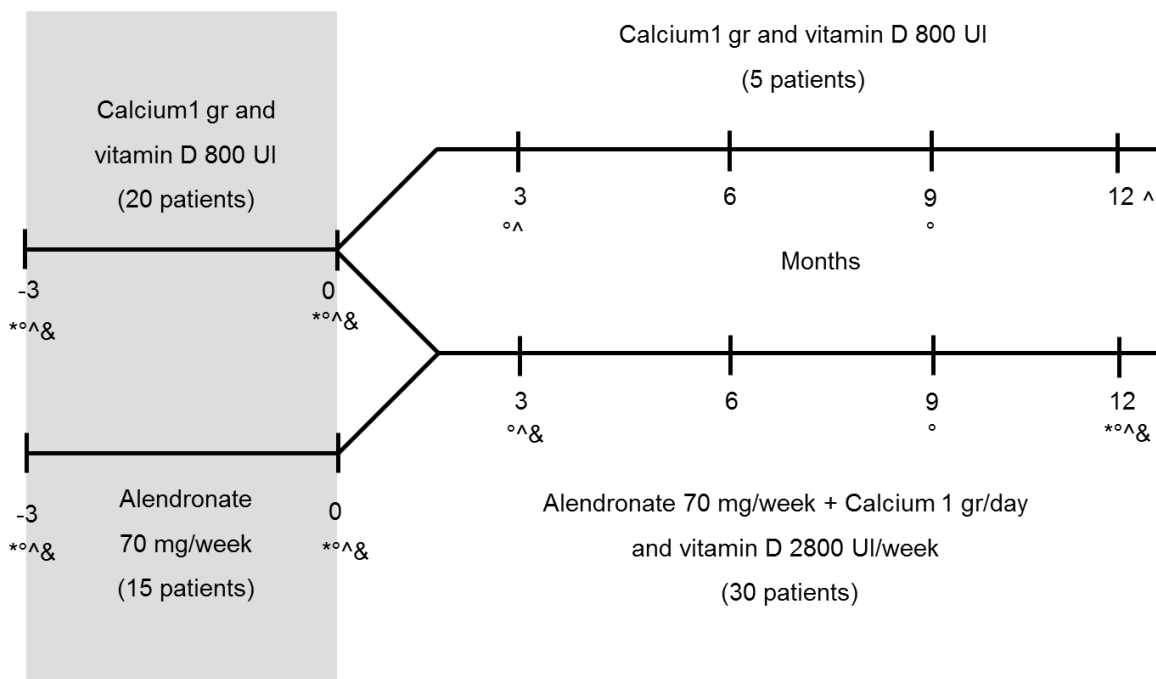 Calcium1 gr and
vitamin D 800 UI
(20 patients)
-3
*°^&
0
*°^&
Calcium1 gr and vitamin D 800 UI
(5 patients)
3
6
9
12 ^
°^
°
Months
-3
*°^&
Alendronate
70 mg/week
(15 patients)
0
*°^&
3
6
9
12
°^&
°
*°^&
Alendronate 70 mg/week + Calcium 1 gr/day
and vitamin D 2800 UI/week
(30 patients)